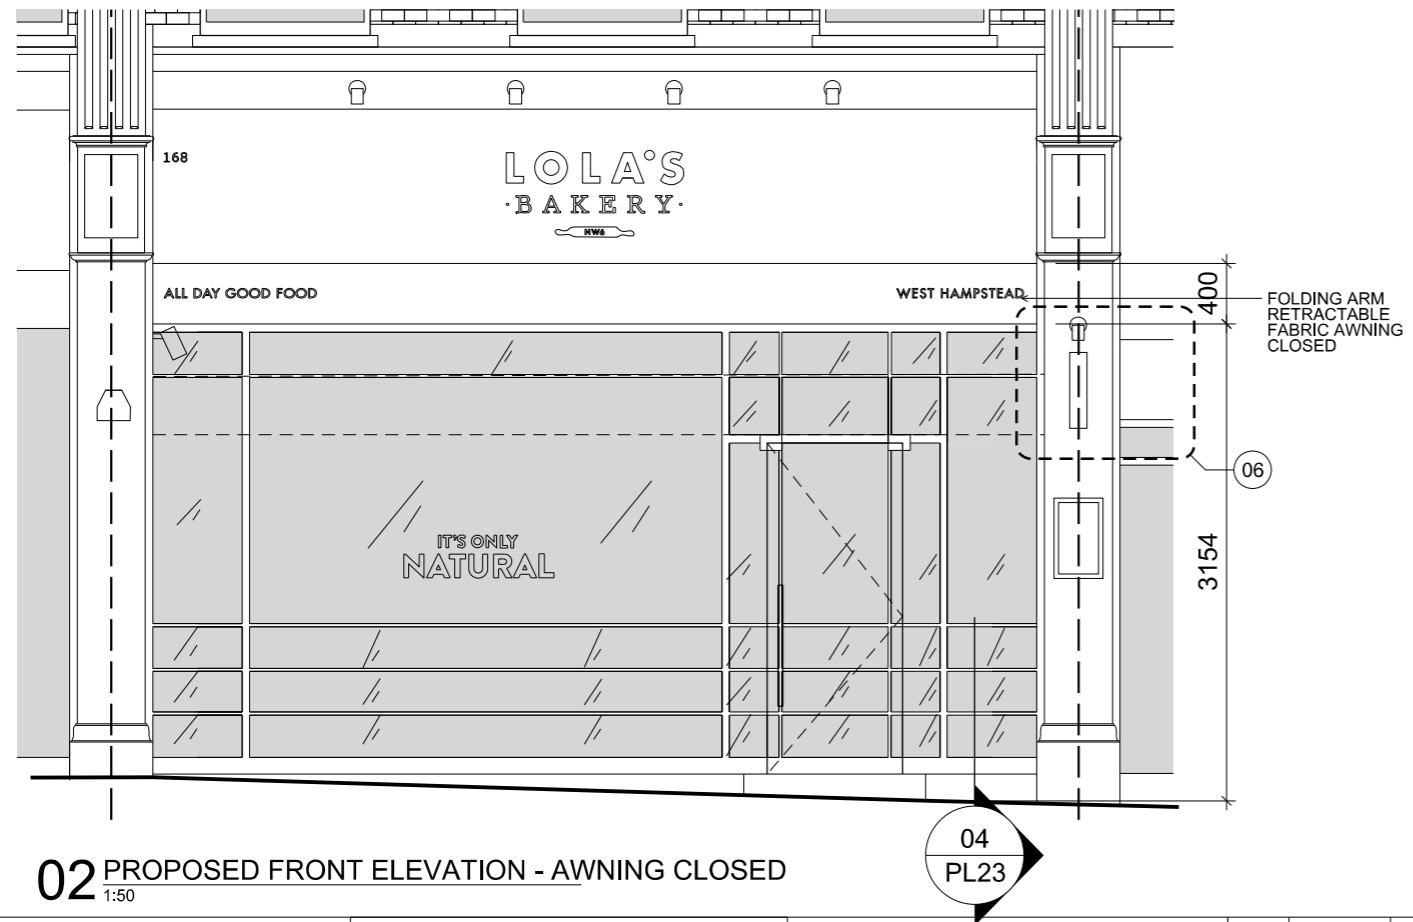 168
LOLA'S
·BAKERY·
NW6
ALL DAY GOOD FOOD
WEST HAMPSTEAD
400
FOLDING ARM
RETRACTABLE
FABRIC AWNING
CLOSED
06
IT'S ONLY
NATURAL
3154
04
PL23
02 PROPOSED FRONT ELEVATION - AWNING CLOSED
1:50